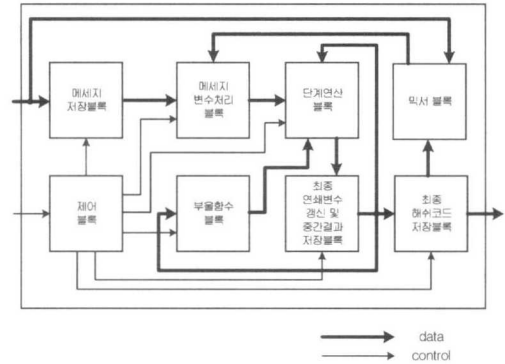 메세지
저장블록
메세지
변수처리
블록
단계연산
블록
믹서 블록
제어
블록
부울함수
블록
최종
연쇄변수
갱신 및
중간결과
저장블록
최종
해쉬코드
저장블록
data
control